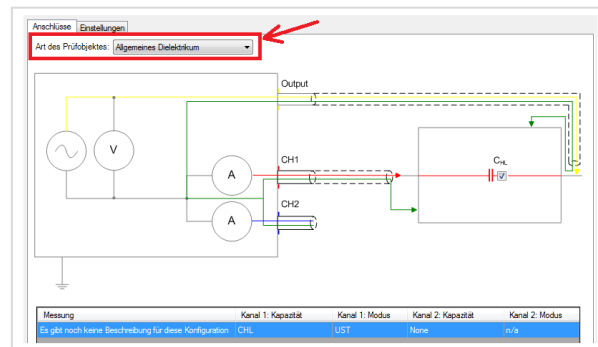 Anschlüsse Einstellungen
Art des Prüfobjektes: Allgemeines Dielektrikum
Output
V
CHL
CH1
A
CH2
A
Messung Kanal 1: Kapazität Kanal 1: Modus Kanal 2: Kapazität Kanal 2: Modus
Es gibt noch keine Beschreibung für diese Konfiguration CHL UST None n/a